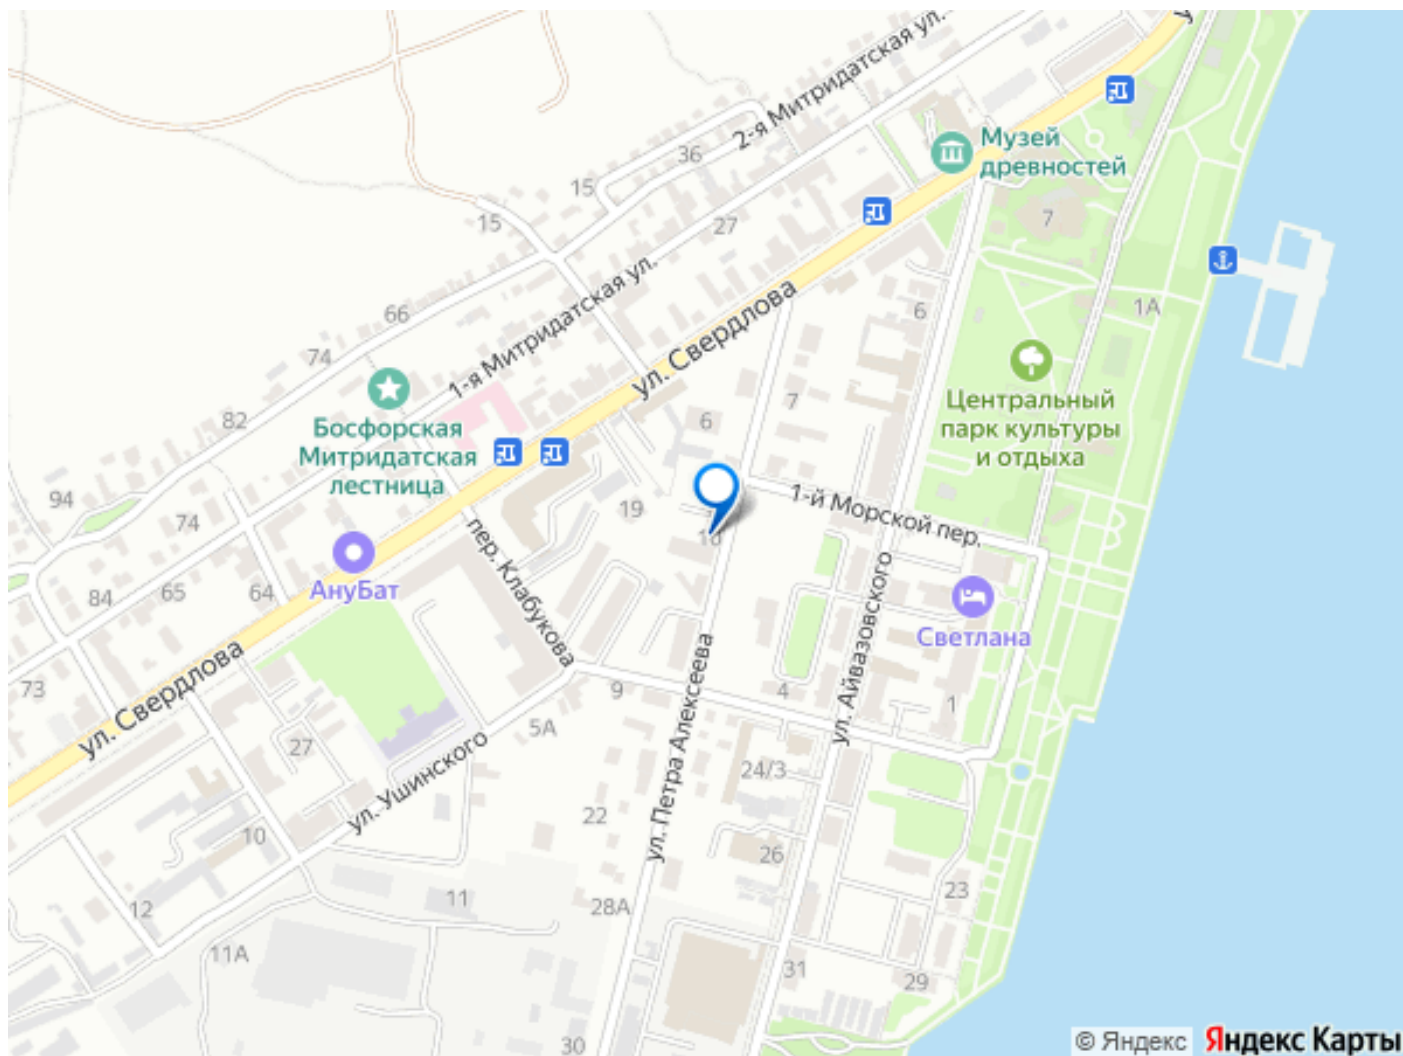 2-я Митридатская ул.
у
Музей
древностей
36
15
15
27
7
1А
6
66
1-я Митридатская ул.
ул. Свердлова
74
82
Босфорская
Митридатская
лестница
7
6
Центральный
парк культуры
и отдыха
94
74
19
1-й Морской пер.
пер. Клабукова
АнуБат
84
65
64
Светлана
ул. Айвазовского
ул. Петра Алексеева
ул. Свердлова
73
9
4
1
5А
27
ул. Ушинского
24/3
22
10
26
12
11
28А
23
11А
31
29
30
© Яндекс
Яндекс Карты